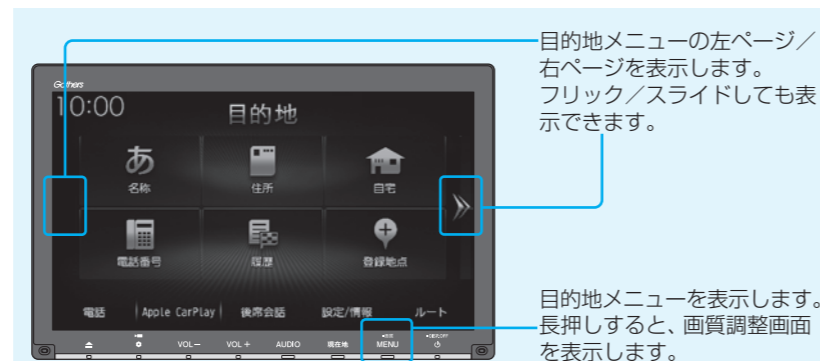 目的地メニューの左ページ／
右ページを表示します。
フリック／スライドしても表
示できます。
Gathers
10:00
目的地
名称
住所
自宅
電話番号
履歴
登録地点
電話
Apple CarPlay
後席会話
設定/情報
ルート
VOL－
VOL＋
AUDIO
現在地
MENU
目的地メニューを表示します。
長押しすると、画質調整画面
を表示します。